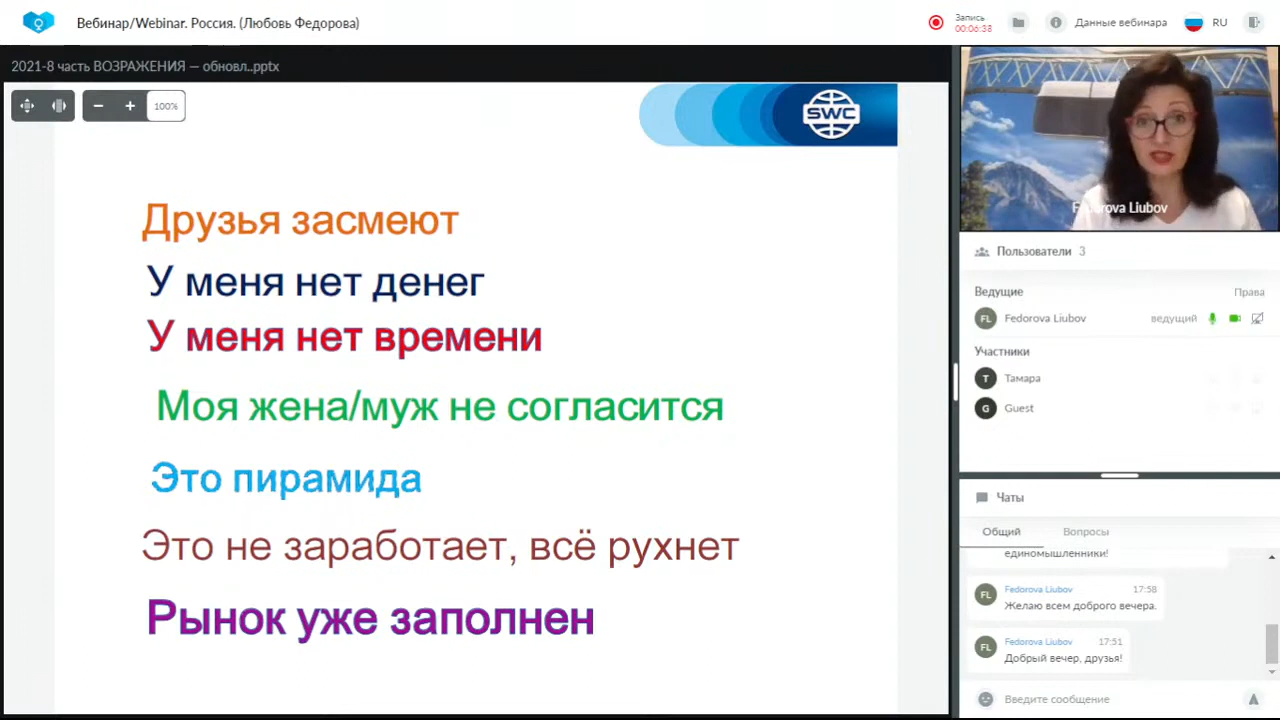 Вебинар/Webinar. Россия. (Любовь Федорова)
Запись
00:06:38
Данные вебинара
RU
2021-8 часть ВОЗРАЖЕНИЯ — обновл..pptx
100%
SWC
Друзья засмеют
У меня нет денег
У меня нет времени
Моя жена/муж не согласится
Это пирамида
Это не заработает, всё рухнет
Рынок уже заполнен
Fedorova Liubov
Пользователи 3
Ведущие Права
FL Fedorova Liubov ведущий
Участники
T Тамара
G Guest
Чаты
Общий Вопросы
единомышленники!
FL Fedorova Liubov 17:58
Желаю всем доброго вечера.
FL Fedorova Liubov 17:51
Добрый вечер, друзья!
Введите сообщение